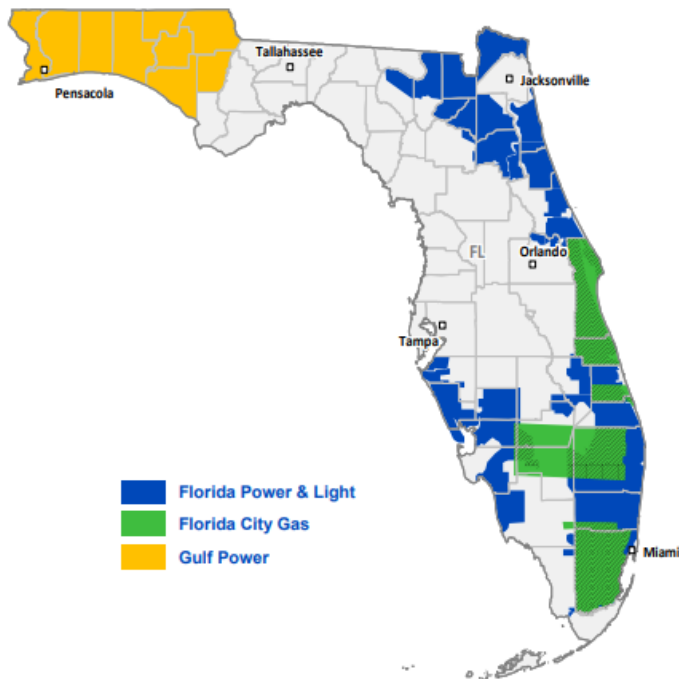 Tallahassee
Pensacola
Jacksonville
FL
Orlando
Tampa
Florida Power & Light
Florida City Gas
Gulf Power
Miami